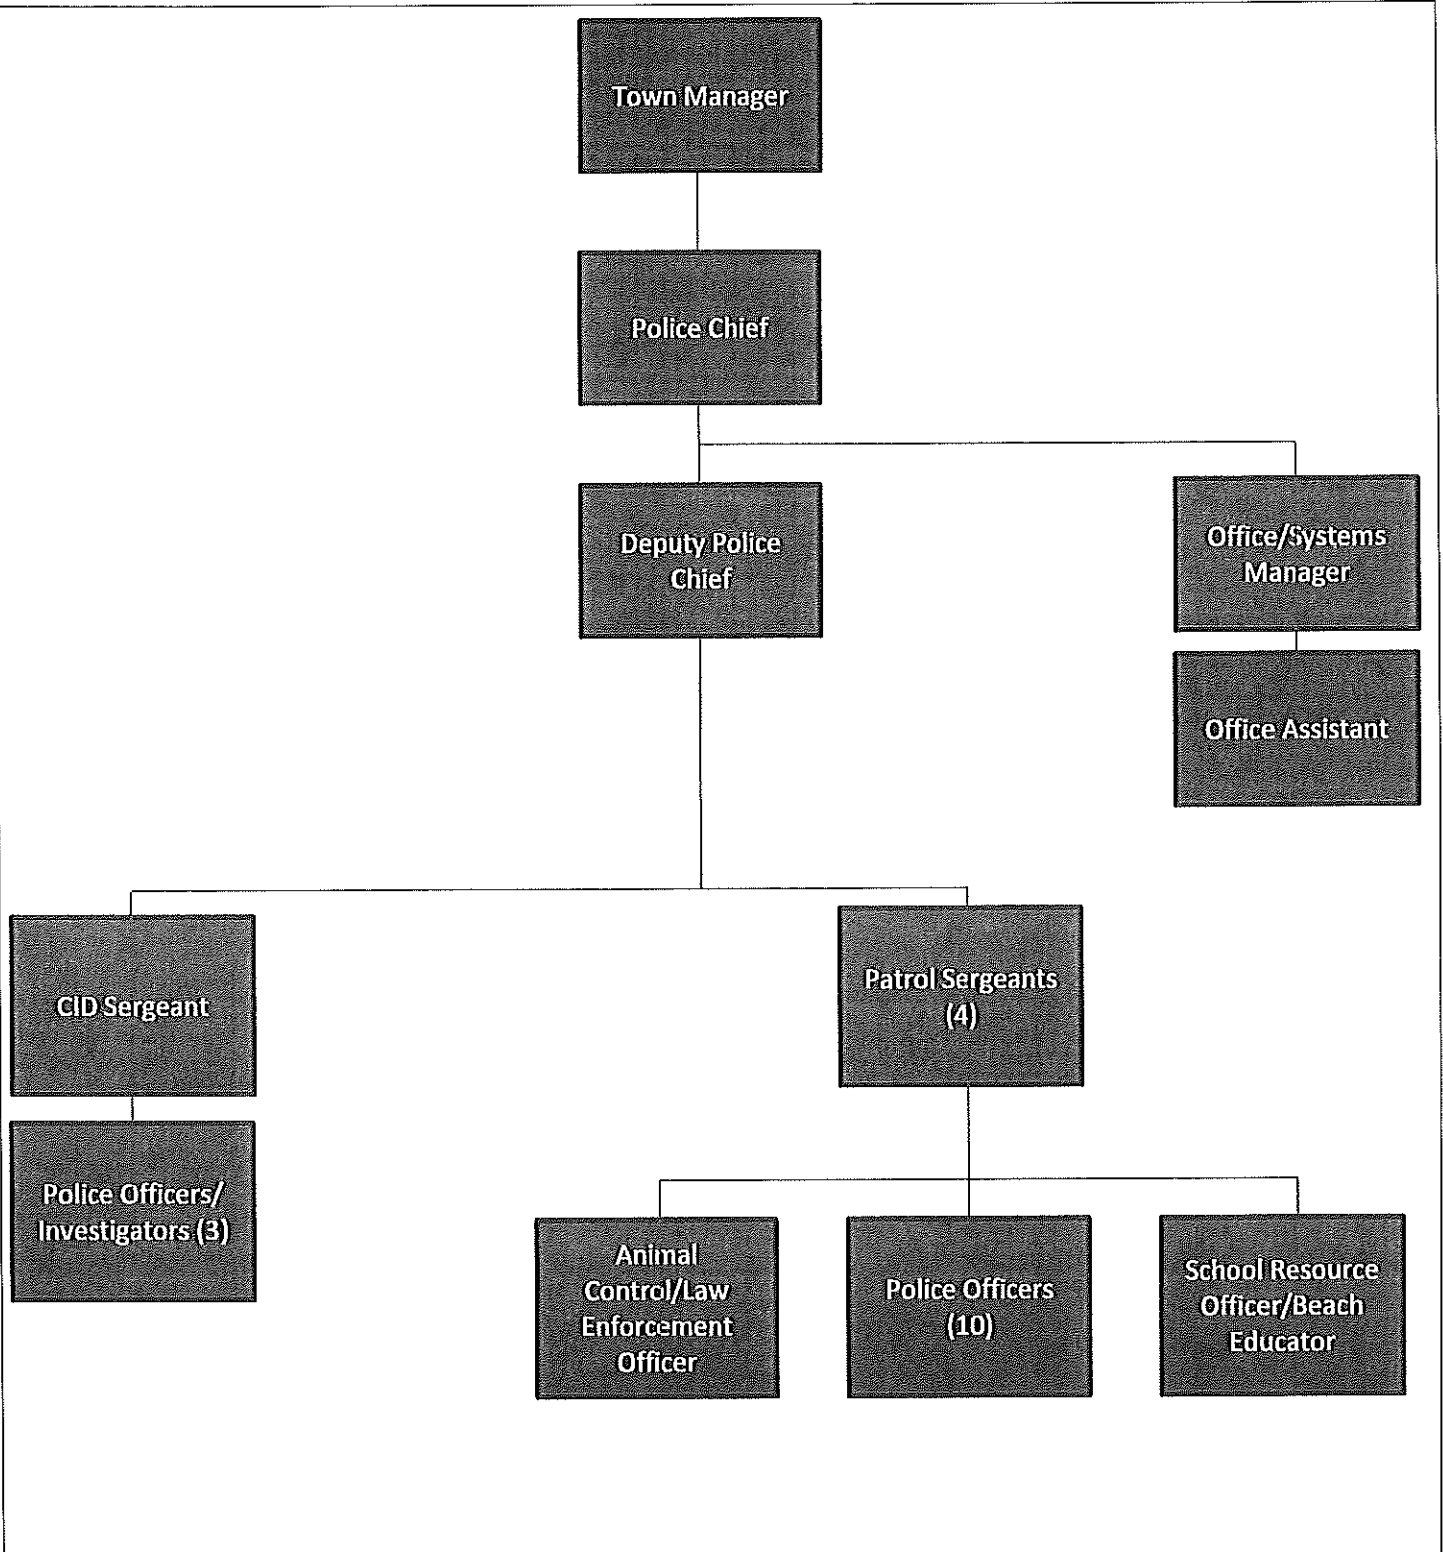 Town Manager
Police Chief
Deputy Police
Chief
Office/Systems
Manager
Office Assistant
CID Sergeant
Patrol Sergeants
(4)
Police Officers/
Investigators (3)
Animal
Control/Law
Enforcement
Officer
Police Officers
(10)
School Resource
Officer/Beach
Educator